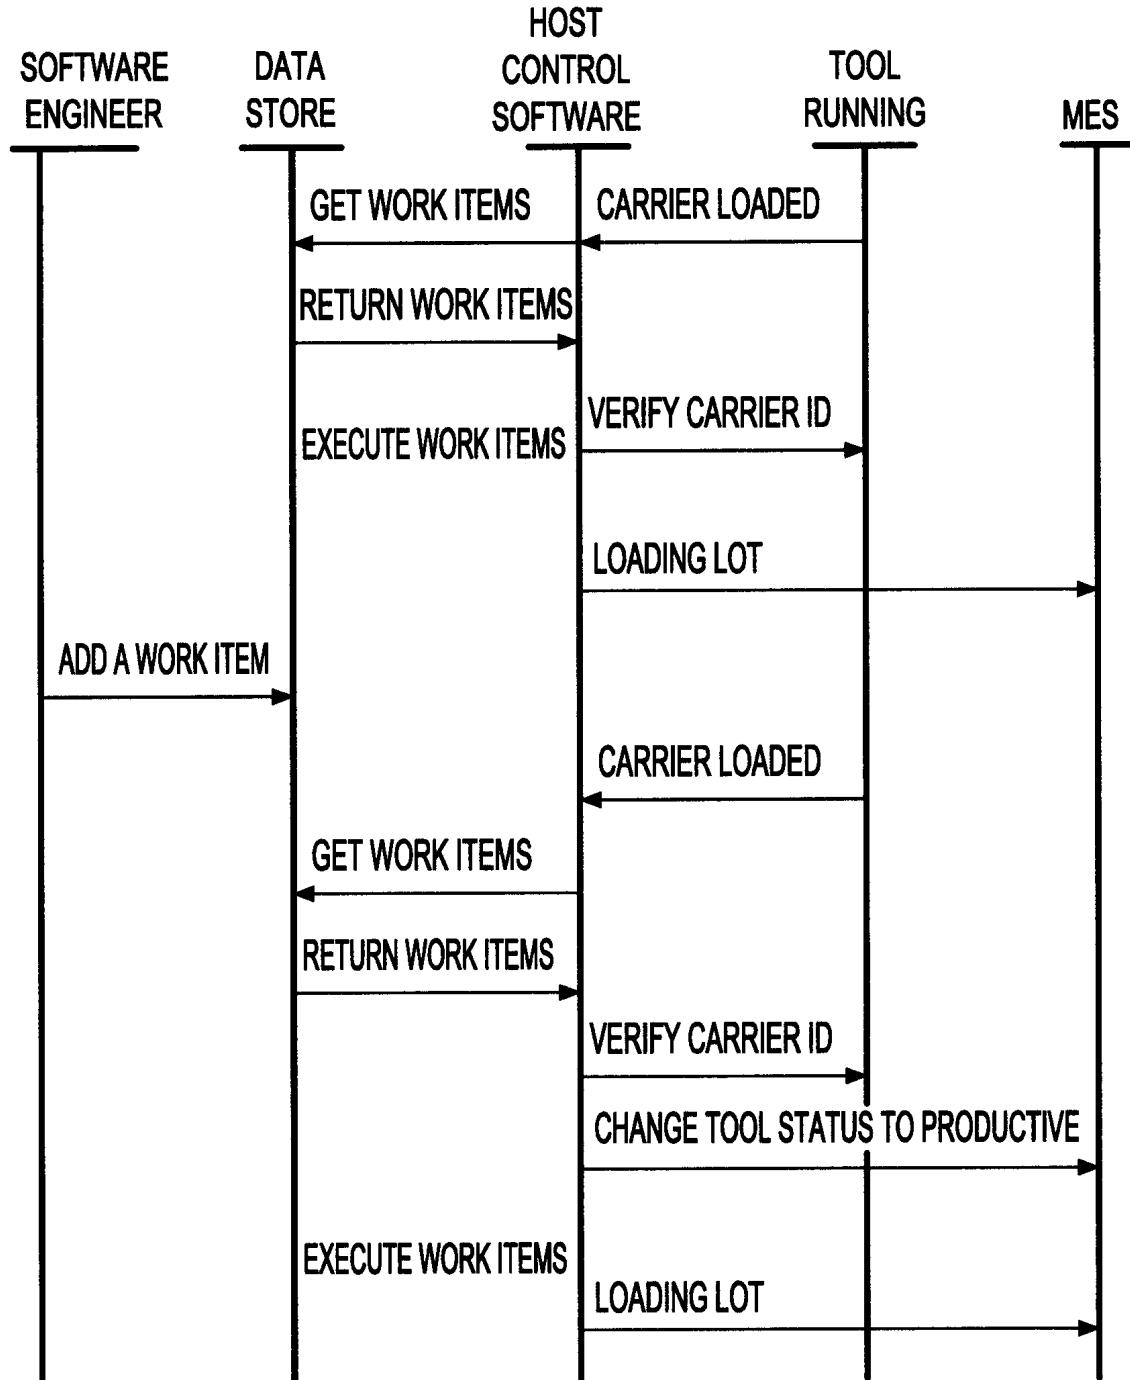 SOFTWARE
ENGINEER
DATA
STORE
HOST
CONTROL
SOFTWARE
TOOL
RUNNING
MES
GET WORK ITEMS
CARRIER LOADED
RETURN WORK ITEMS
VERIFY CARRIER ID
EXECUTE WORK ITEMS
LOADING LOT
ADD A WORK ITEM
CARRIER LOADED
GET WORK ITEMS
RETURN WORK ITEMS
VERIFY CARRIER ID
CHANGE TOOL STATUS TO PRODUCTIVE
EXECUTE WORK ITEMS
LOADING LOT